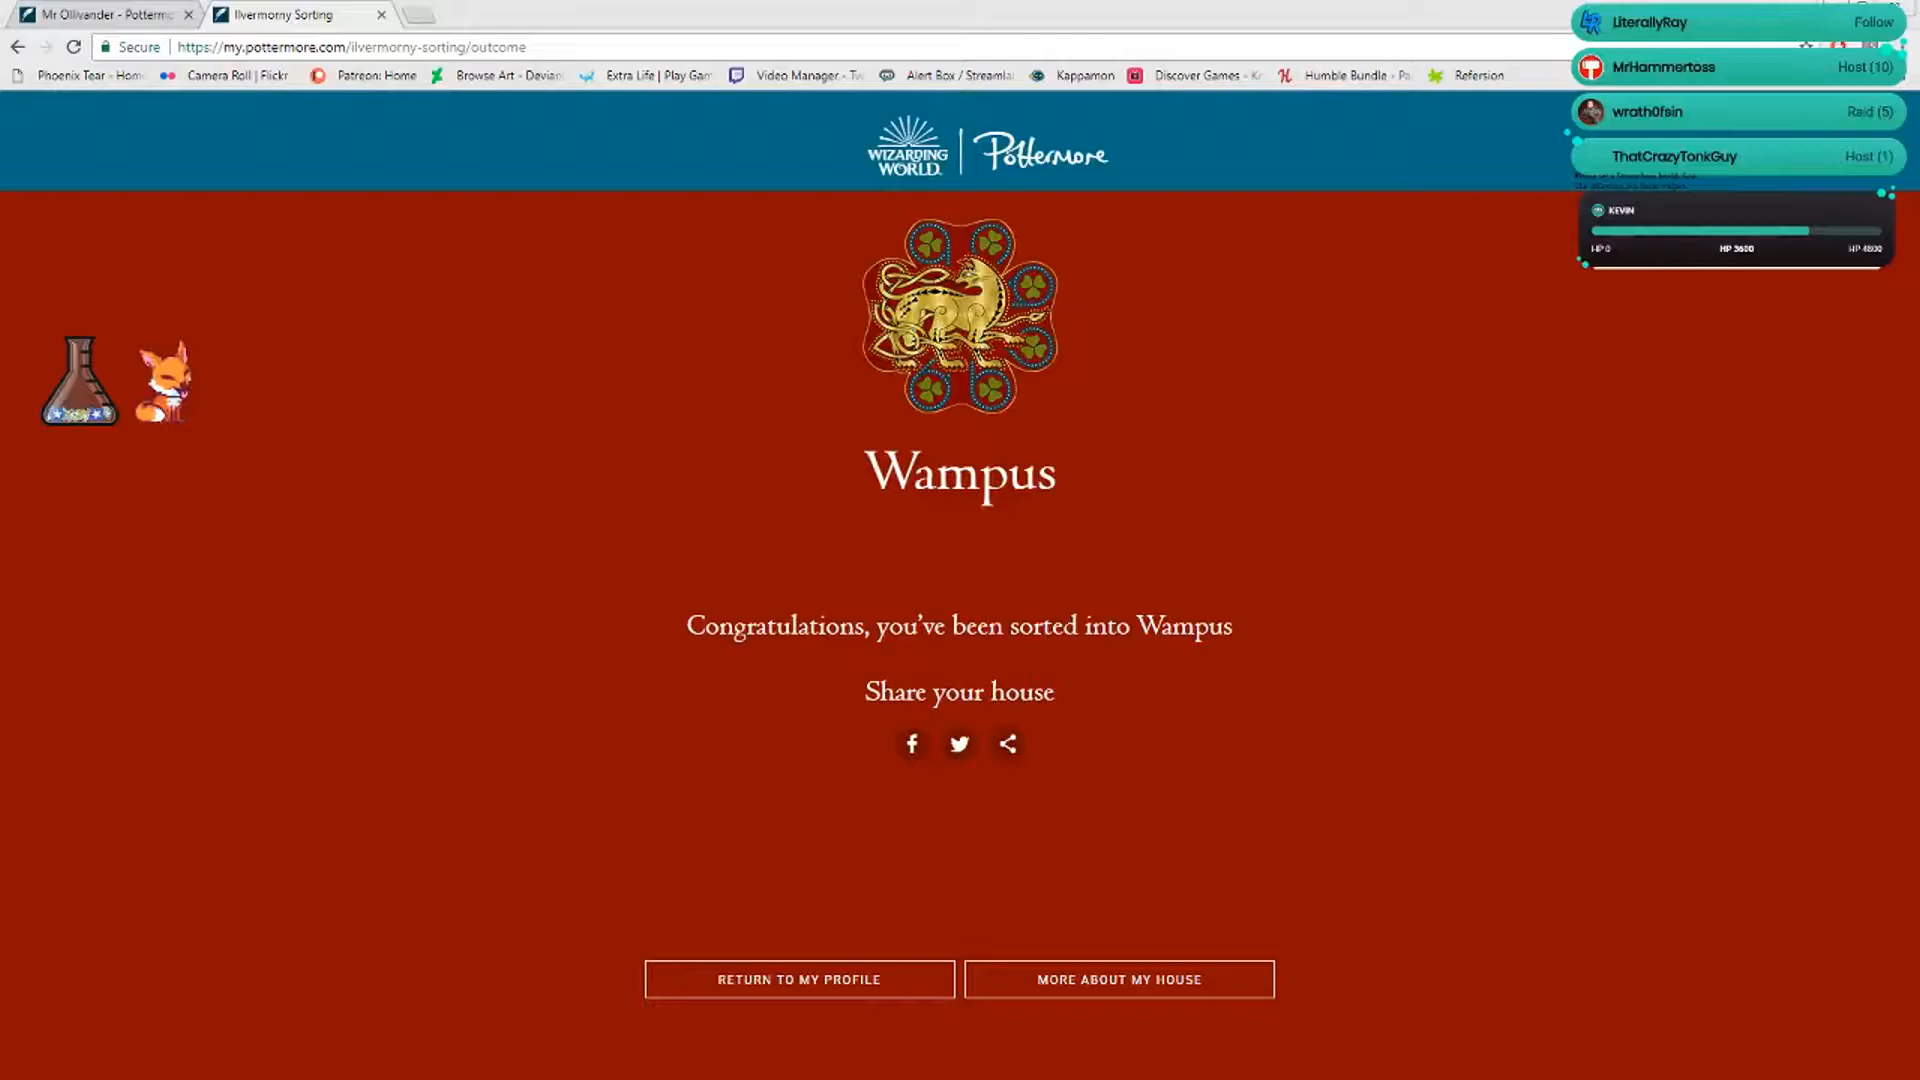 Mr Ollivander - Potterm
Ilvermorny Sorting
Secure
https://my.pottermore.com/ilvermorny-sorting/outcome
Phoenix Tear - Hom
Camera Roll | Flickr
Patreon: Home
Browse Art - Devian
Extra Life | Play Gam
Video Manager - Tw
Alert Box / Streamla
Kappamon
Discover Games - Ke
Humble Bundle - Pa
Refersion
LiterallyRay Follow
MrHammertoss Host (10)
wrath0fsin Raid (5)
ThatCrazyTonkGuy Host (1)
KEVIN
HP 0 HP 3600 HP 4800
WIZARDING
WORLD
Pottermore
Wampus
Congratulations, you've been sorted into Wampus
Share your house
RETURN TO MY PROFILE
MORE ABOUT MY HOUSE